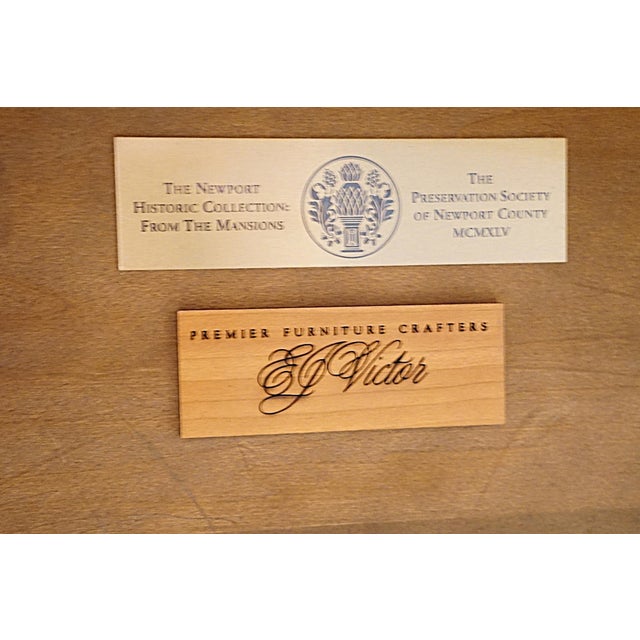 THE NEWPORT
HISTORIC COLLECTION:
FROM THE MANSIONS
THE
PRESERVATION SOCIETY
OF NEWPORT COUNTY
MCMXLV
PREMIER FURNITURE CRAFTERS
EJ Victor